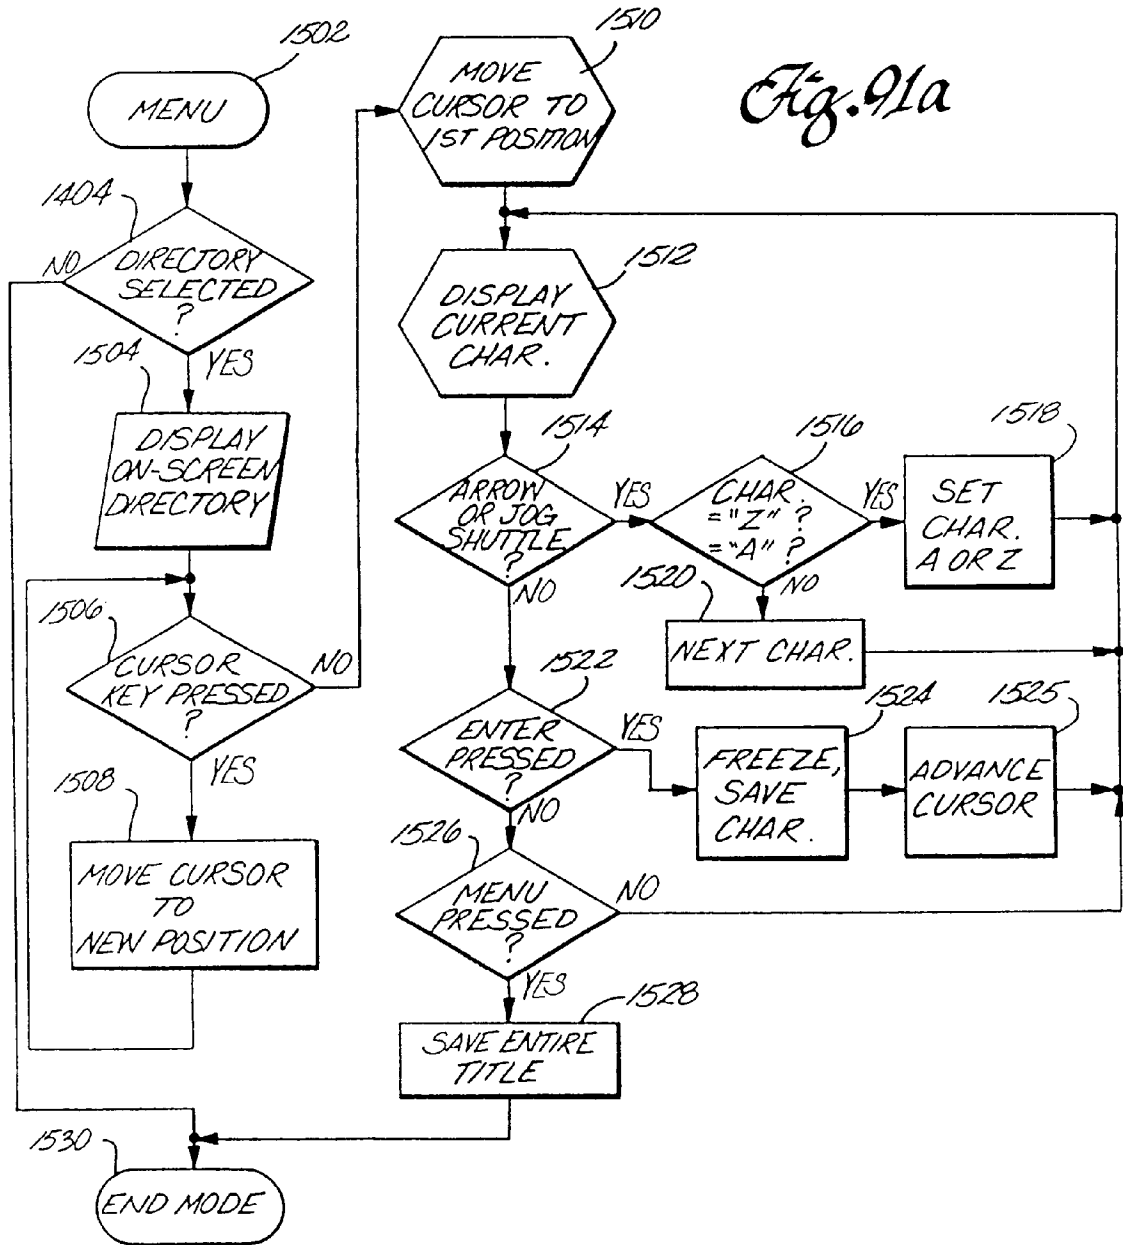 Fig. 91a
1502
MENU
1404
DIRECTORY
SELECTED
?
NO
YES
1504
DISPLAY
ON-SCREEN
DIRECTORY
1506
CURSOR
KEY PRESSED
?
NO
YES
1508
MOVE CURSOR
TO
NEW POSITION
1510
MOVE
CURSOR TO
1ST POSITION
1512
DISPLAY
CURRENT
CHAR.
1514
ARROW
OR JOG
SHUTTLE
?
YES
NO
1516
CHAR.
="Z" ?
="A" ?
YES
NO
1518
SET
CHAR.
A OR Z
1520
NEXT CHAR.
1522
ENTER
PRESSED
?
YES
NO
1524
FREEZE,
SAVE
CHAR.
1525
ADVANCE
CURSOR
1526
MENU
PRESSED
?
NO
YES
1528
SAVE ENTIRE
TITLE
1530
END MODE